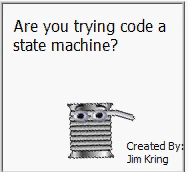 Are you trying code a
state machine?
Created By:
Jim Kring